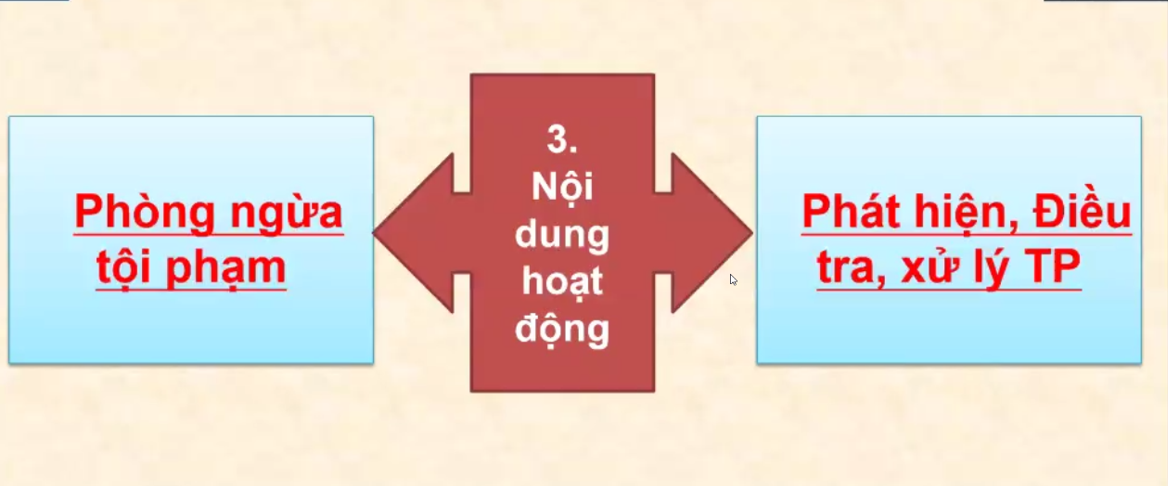 Phòng ngừa
tội phạm
3.
Nội
dung
hoạt
động
Phát hiện, Điều
tra, xử lý TP